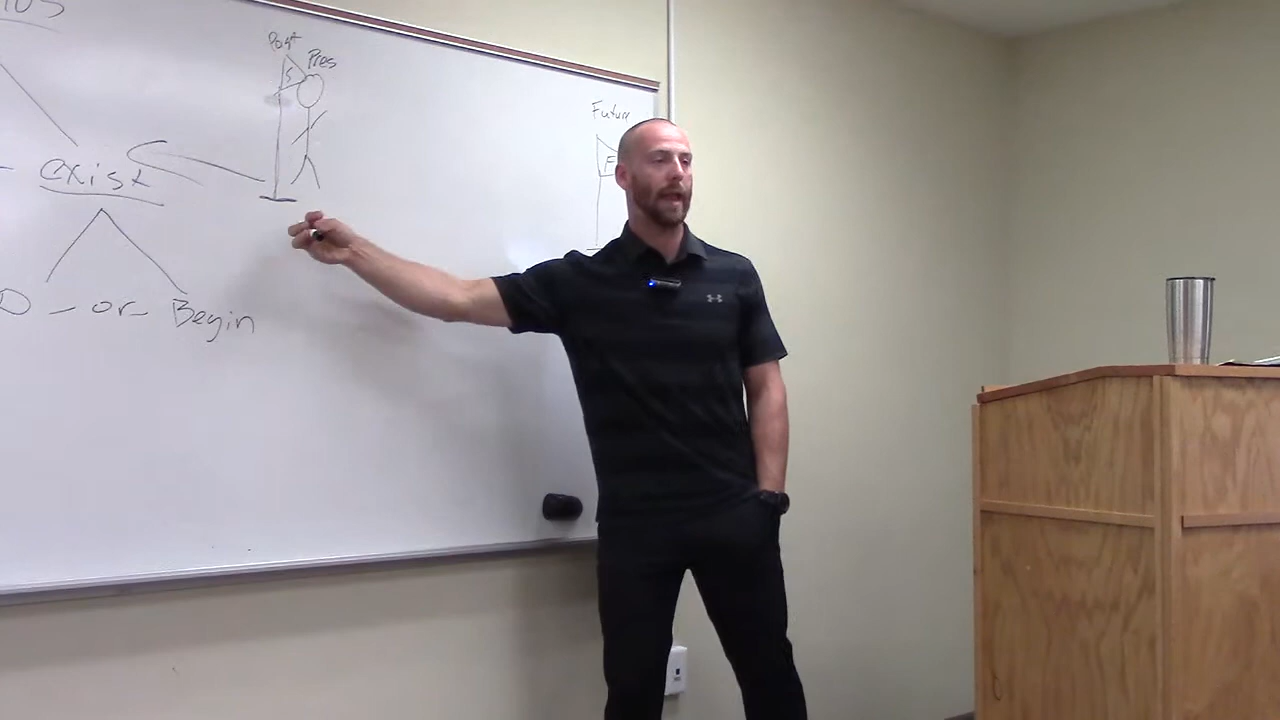 Past
Pres
S
Future
F
exist
D - or - Begin